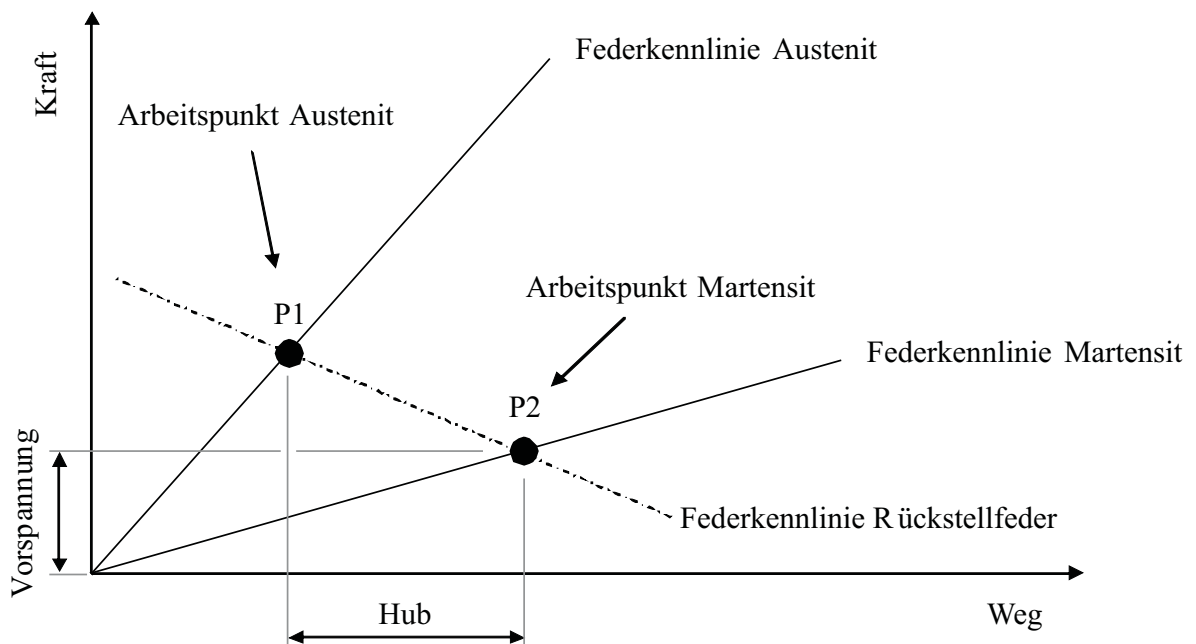 Kraft
Federkennlinie Austenit
Arbeitspunkt Austenit
Arbeitspunkt Martensit
P1
Federkennlinie Martensit
P2
Vorspannung
Federkennlinie Rückstellfeder
Hub
Weg